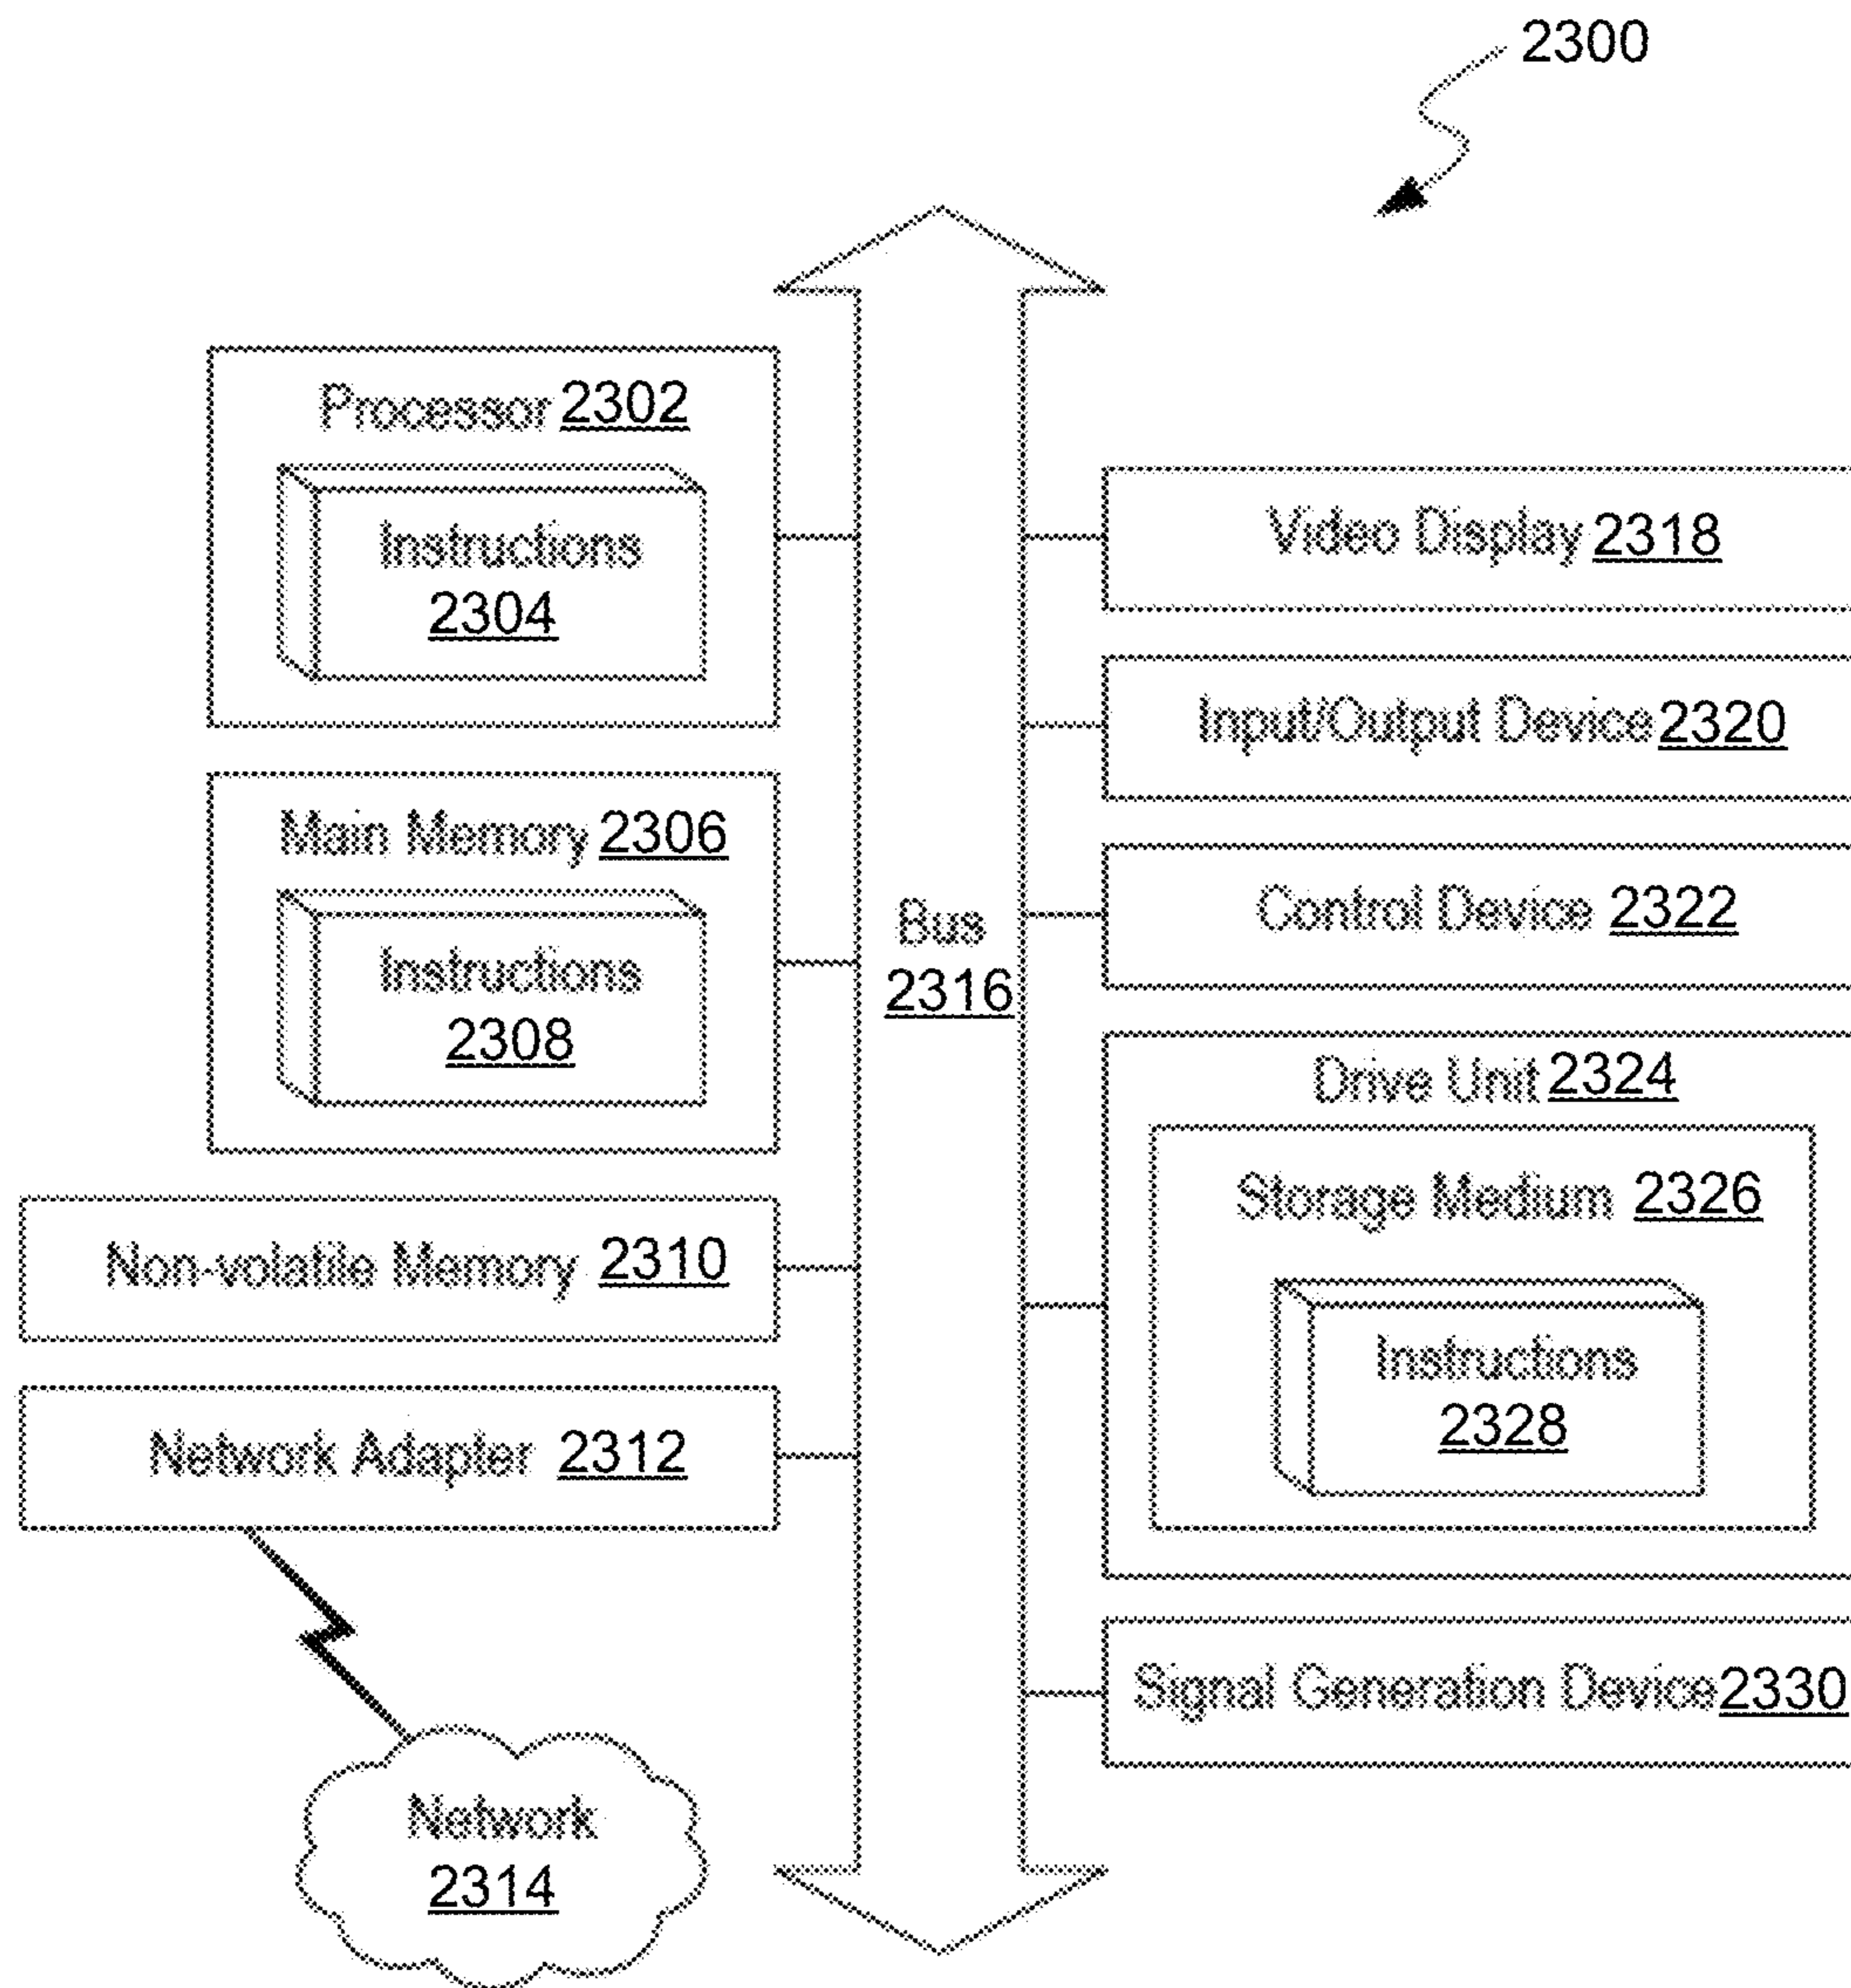 2300
Processor 2302
Instructions
2304
Main Memory 2306
Instructions
2308
Non-volatile Memory 2310
Network Adapter 2312
Network
2314
Bus
2316
Video Display 2318
Input/Output Device 2320
Control Device 2322
Drive Unit 2324
Storage Medium 2326
Instructions
2328
Signal Generation Device 2330